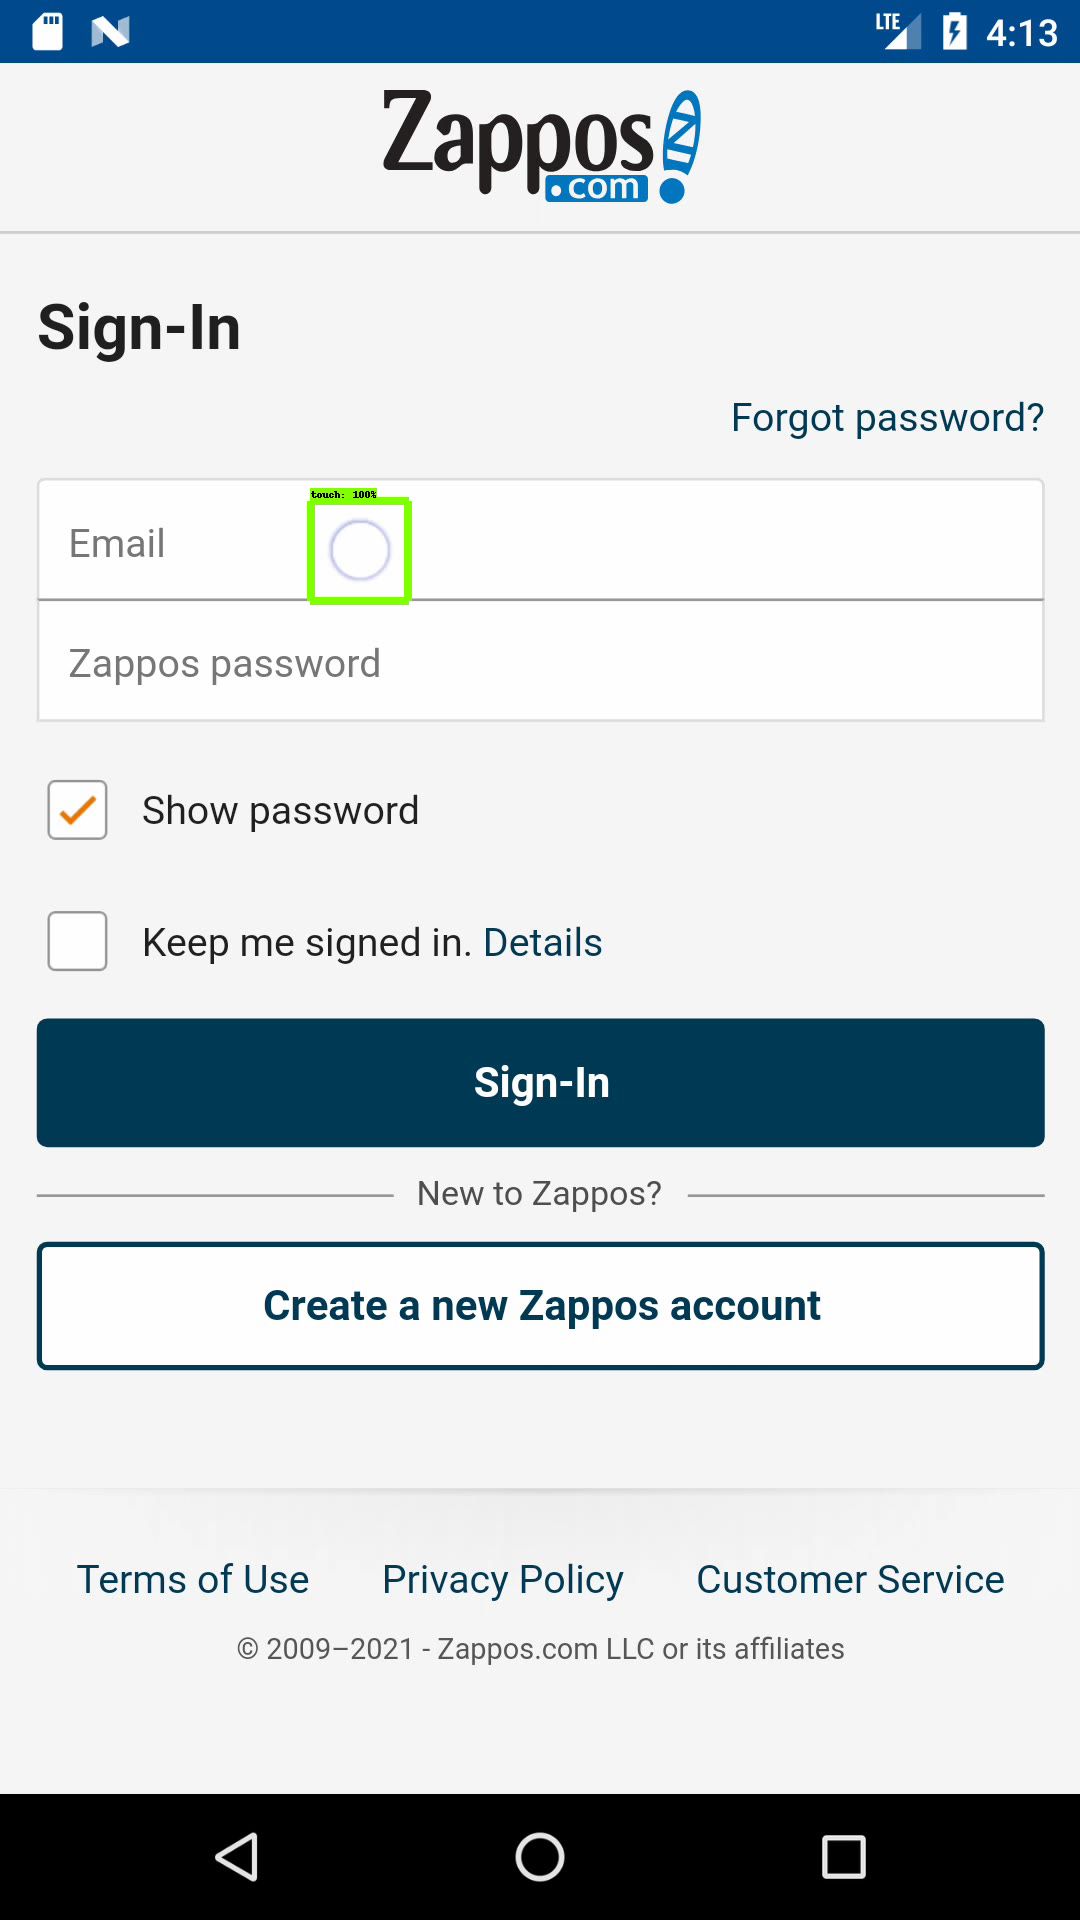 LTE 4:13
Zappos
.com
Sign-In
Forgot password?
touch: 100%
Email
Zappos password
Show password
Keep me signed in. Details
Sign-In
New to Zappos?
Create a new Zappos account
Terms of Use Privacy Policy Customer Service
© 2009–2021 - Zappos.com LLC or its affiliates